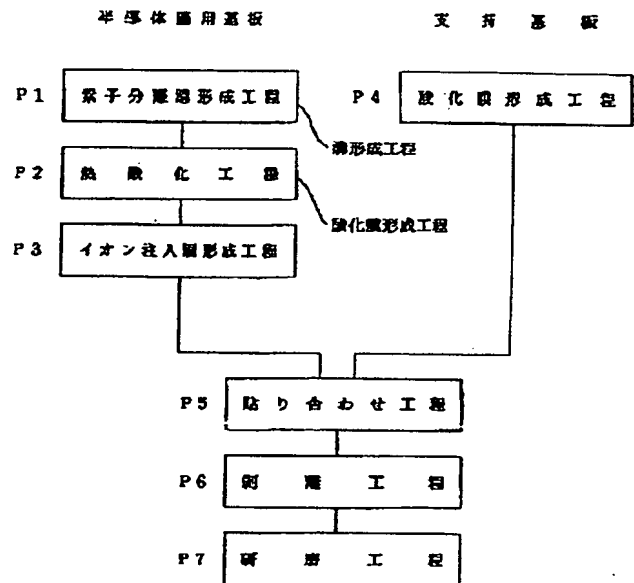 半導体層用基板
支持基板
P1 素子分離溝形成工程
P4 酸化膜形成工程
溝形成工程
P2 熱酸化工程
酸化膜形成工程
P3 イオン注入層形成工程
P5 貼り合わせ工程
P6 剥離工程
P7 研磨工程